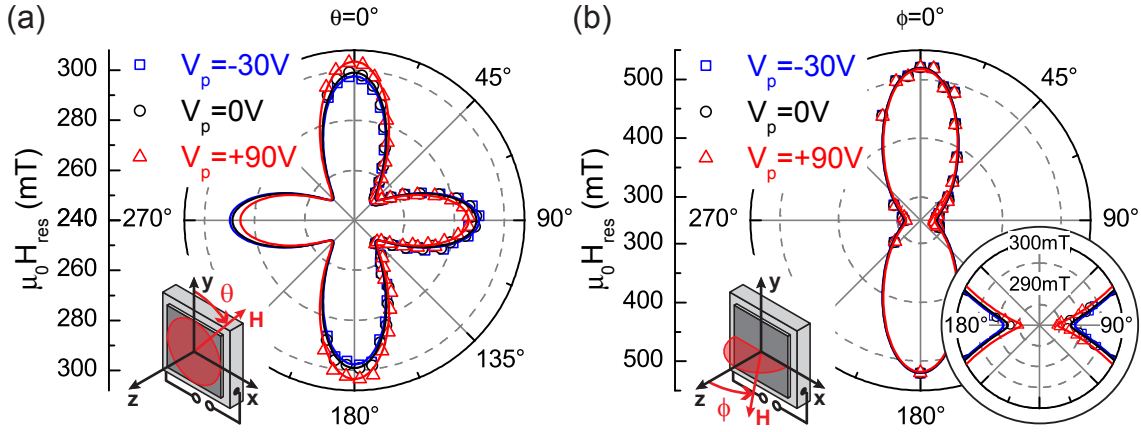 (a)
θ=0°
V_p=-30V
V_p=0V
V_p=+90V
45°
90°
135°
180°
270°
μ₀H_res (mT)
300
280
260
240
260
280
300
y
θ
H
z
x
(b)
ϕ=0°
V_p=-30V
V_p=0V
V_p=+90V
45°
90°
180°
270°
μ₀H_res (mT)
500
400
300
300
400
500
y
z
x
ϕ
H
300mT
290mT
180°
90°